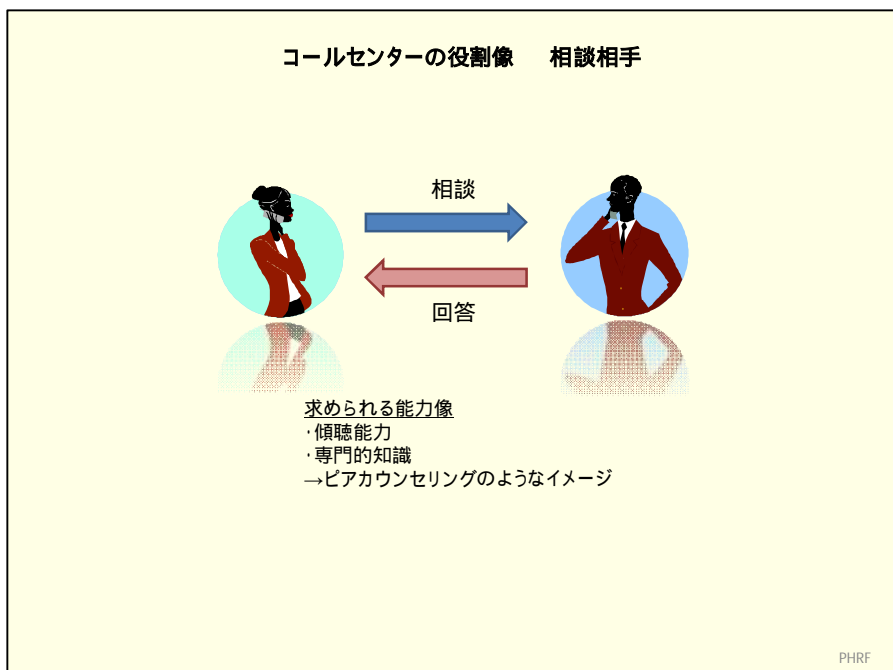 コールセンターの役割像　相談相手
相談
回答
求められる能力像
・傾聴能力
・専門的知識
→ピアカウンセリングのようなイメージ
PHRF